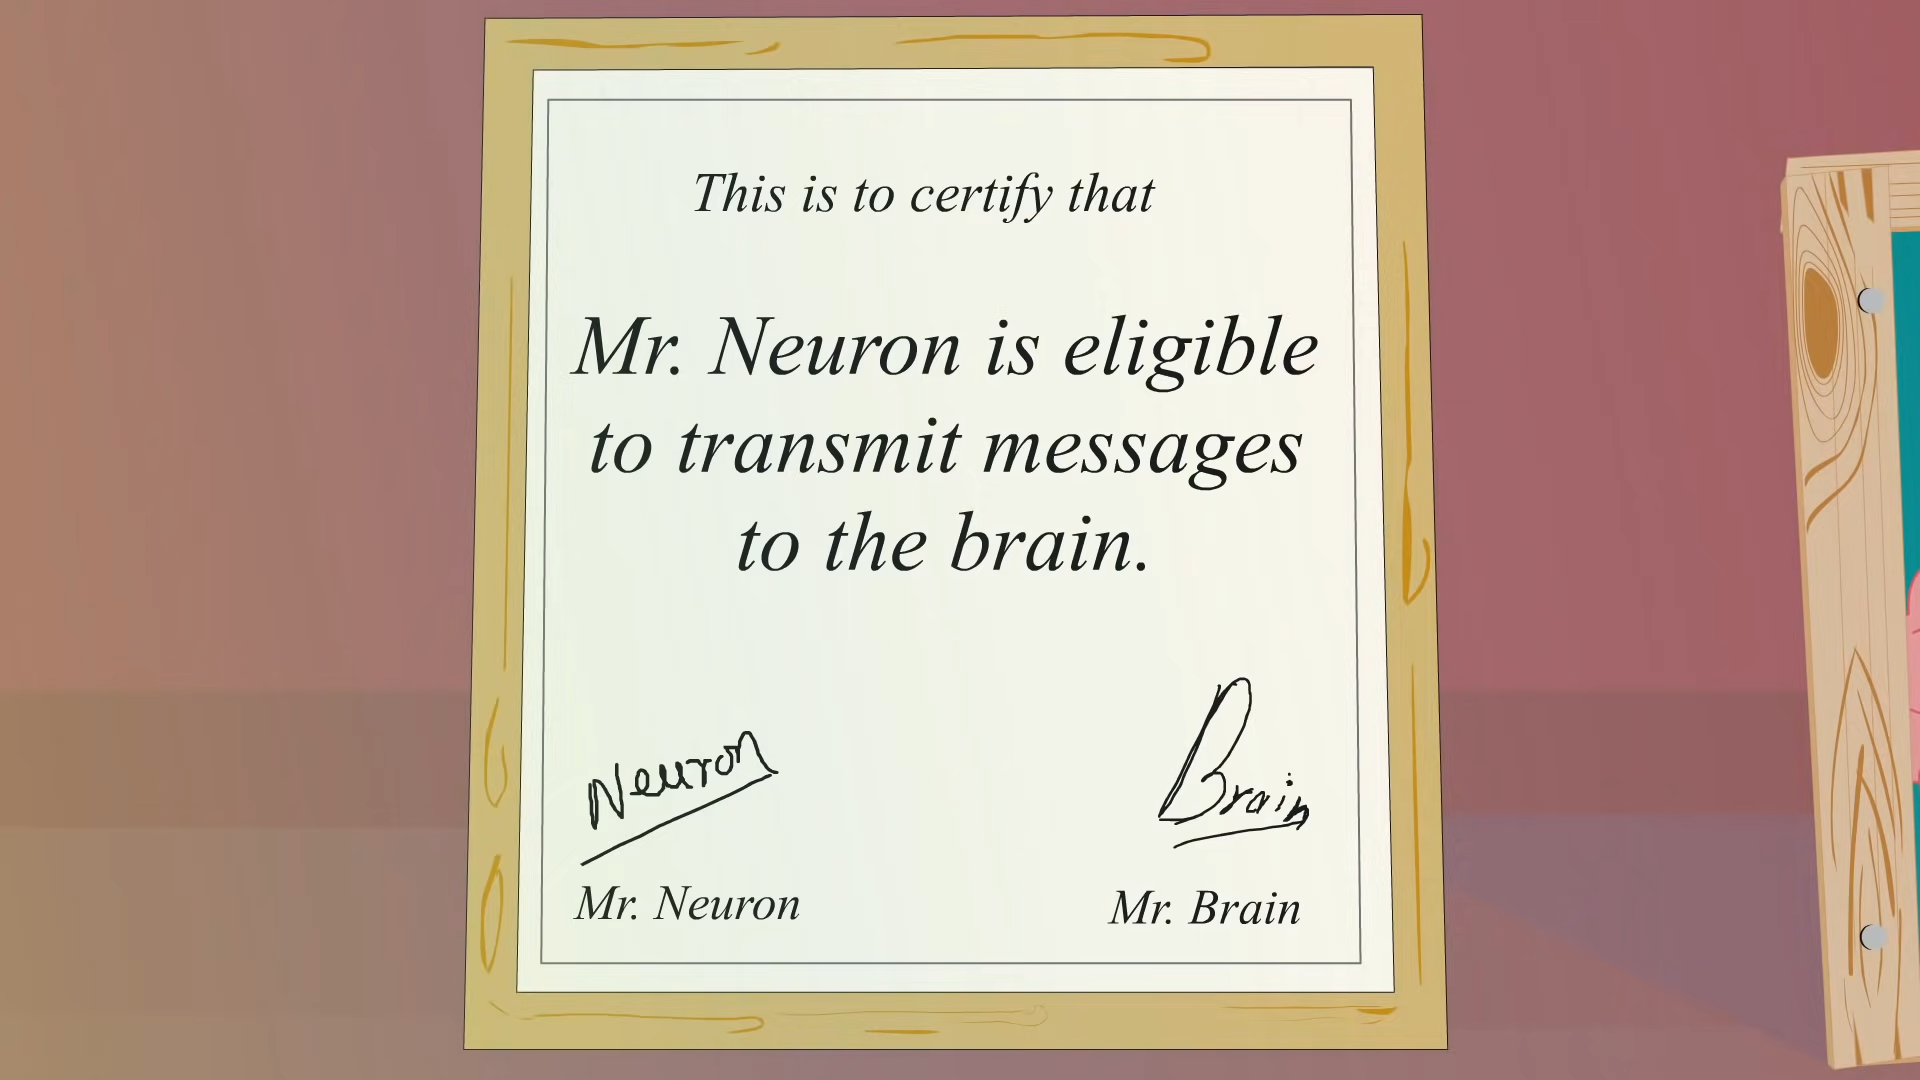 This is to certify that
Mr. Neuron is eligible
to transmit messages
to the brain.
Neuron
Brain
Mr. Neuron
Mr. Brain